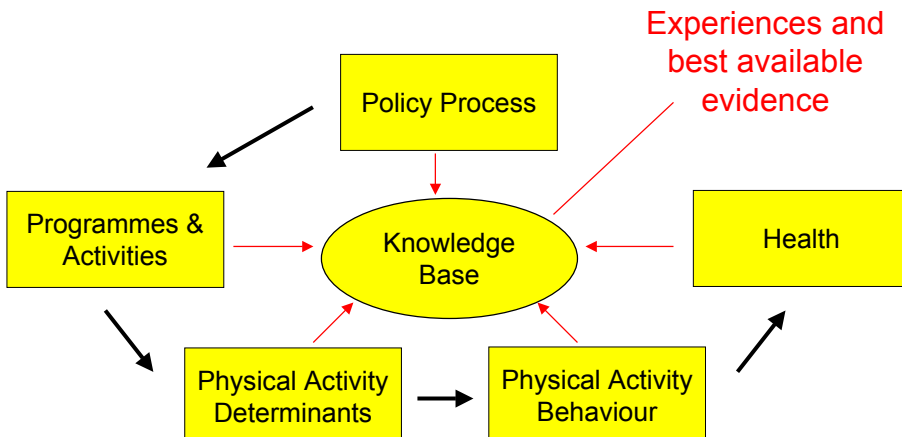 Experiences and
best available
evidence
Policy Process
Programmes &
Activities
Knowledge
Base
Health
Physical Activity
Determinants
Physical Activity
Behaviour